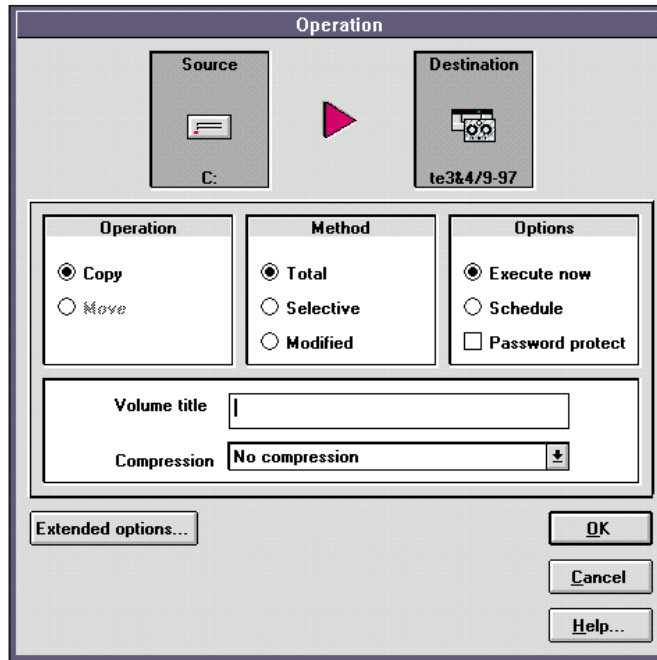 Operation
Source
Destination
C:
te3&4/9-97
Operation
Method
Options
Copy
Total
Execute now
Move
Selective
Schedule
Modified
Password protect
Volume title
Compression
No compression
Extended options...
OK
Cancel
Help...